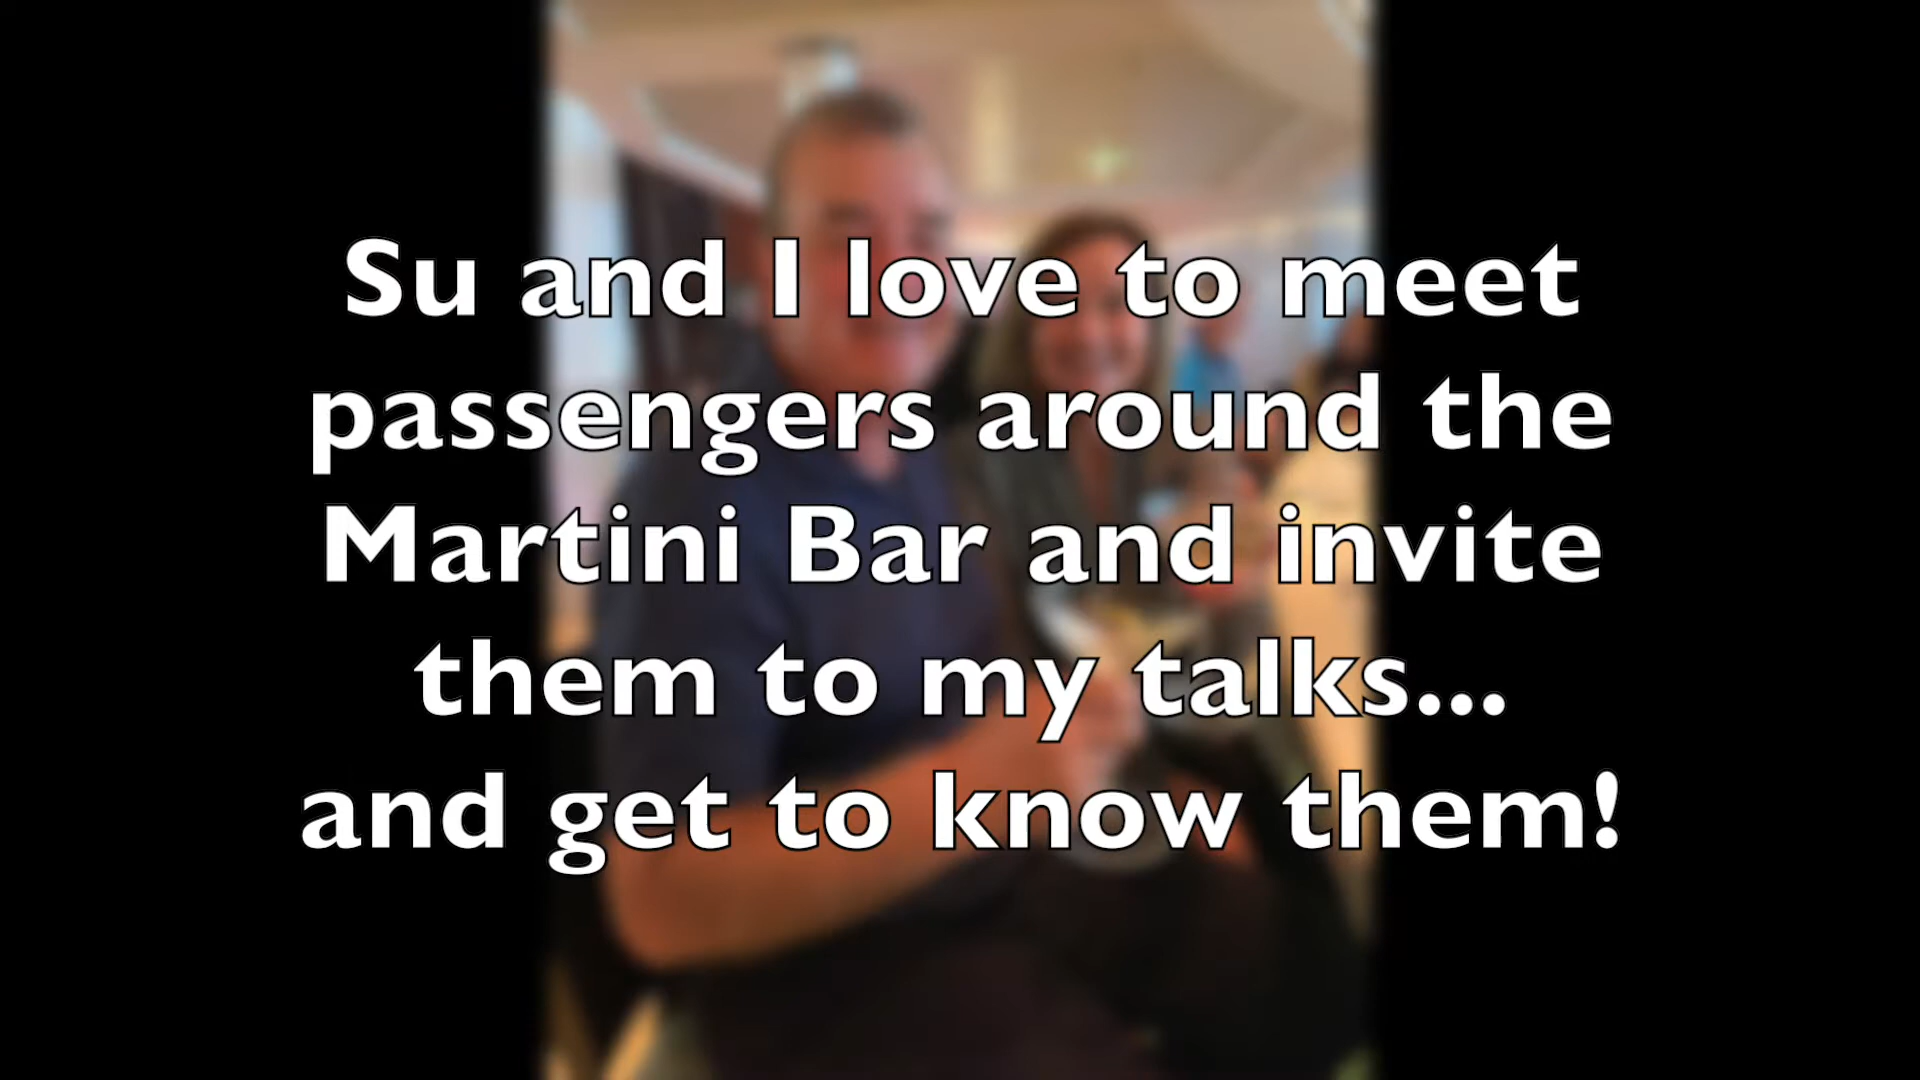 Su and I love to meet
passengers around the
Martini Bar and invite
them to my talks...
and get to know them!